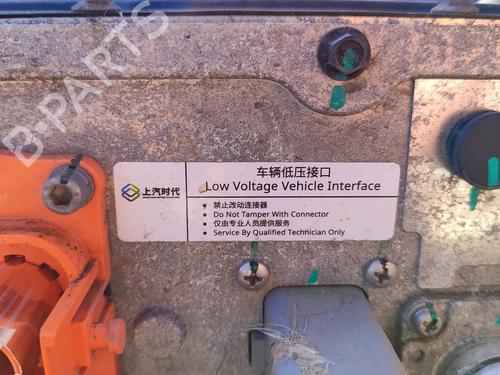 B-PARTS
车辆低压接口
Low Voltage Vehicle Interface
上汽时代
• 禁止改动连接器
• Do Not Tamper With Connector
• 仅由专业人员提供服务
• Service By Qualified Technician Only